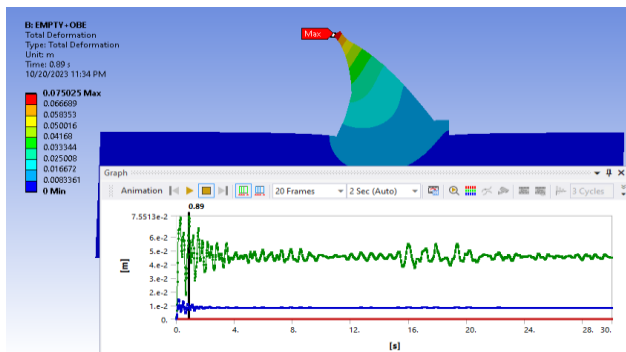 B: EMPTY+OBE
Total Deformation
Type: Total Deformation
Unit: m
Time: 0.89 s
10/20/2023 11:34 PM
0.075025 Max
0.066689
0.058353
0.050016
0.04168
0.033344
0.025008
0.016672
0.0083361
0 Min
Max
Graph
Animation 20 Frames 2 Sec (Auto) 3 Cycles
0.89
7.5513e-2
6.e-2
5.e-2
4.e-2
3.e-2
2.e-2
1.e-2
0.
[m]
0. 4. 8. 12. 16. 20. 24. 28. 30.
[s]